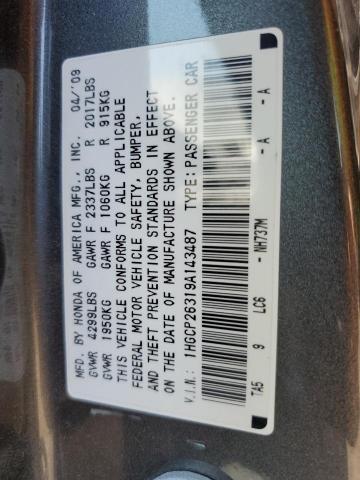 MFD. BY HONDA OF AMERICA MFG., INC. 04/'09
GVWR 4299LBS GAWR F 2337LBS R 2017LBS
GVWR 1950KG GAWR F 1060KG R 915KG
THIS VEHICLE CONFORMS TO ALL APPLICABLE
FEDERAL MOTOR VEHICLE SAFETY, BUMPER,
AND THEFT PREVENTION STANDARDS IN EFFECT
ON THE DATE OF MANUFACTURE SHOWN ABOVE.
V.I.N.: 1HGCP26319A143487 TYPE: PASSENGER CAR
TA5 9 LC6 - NH737M - A - A